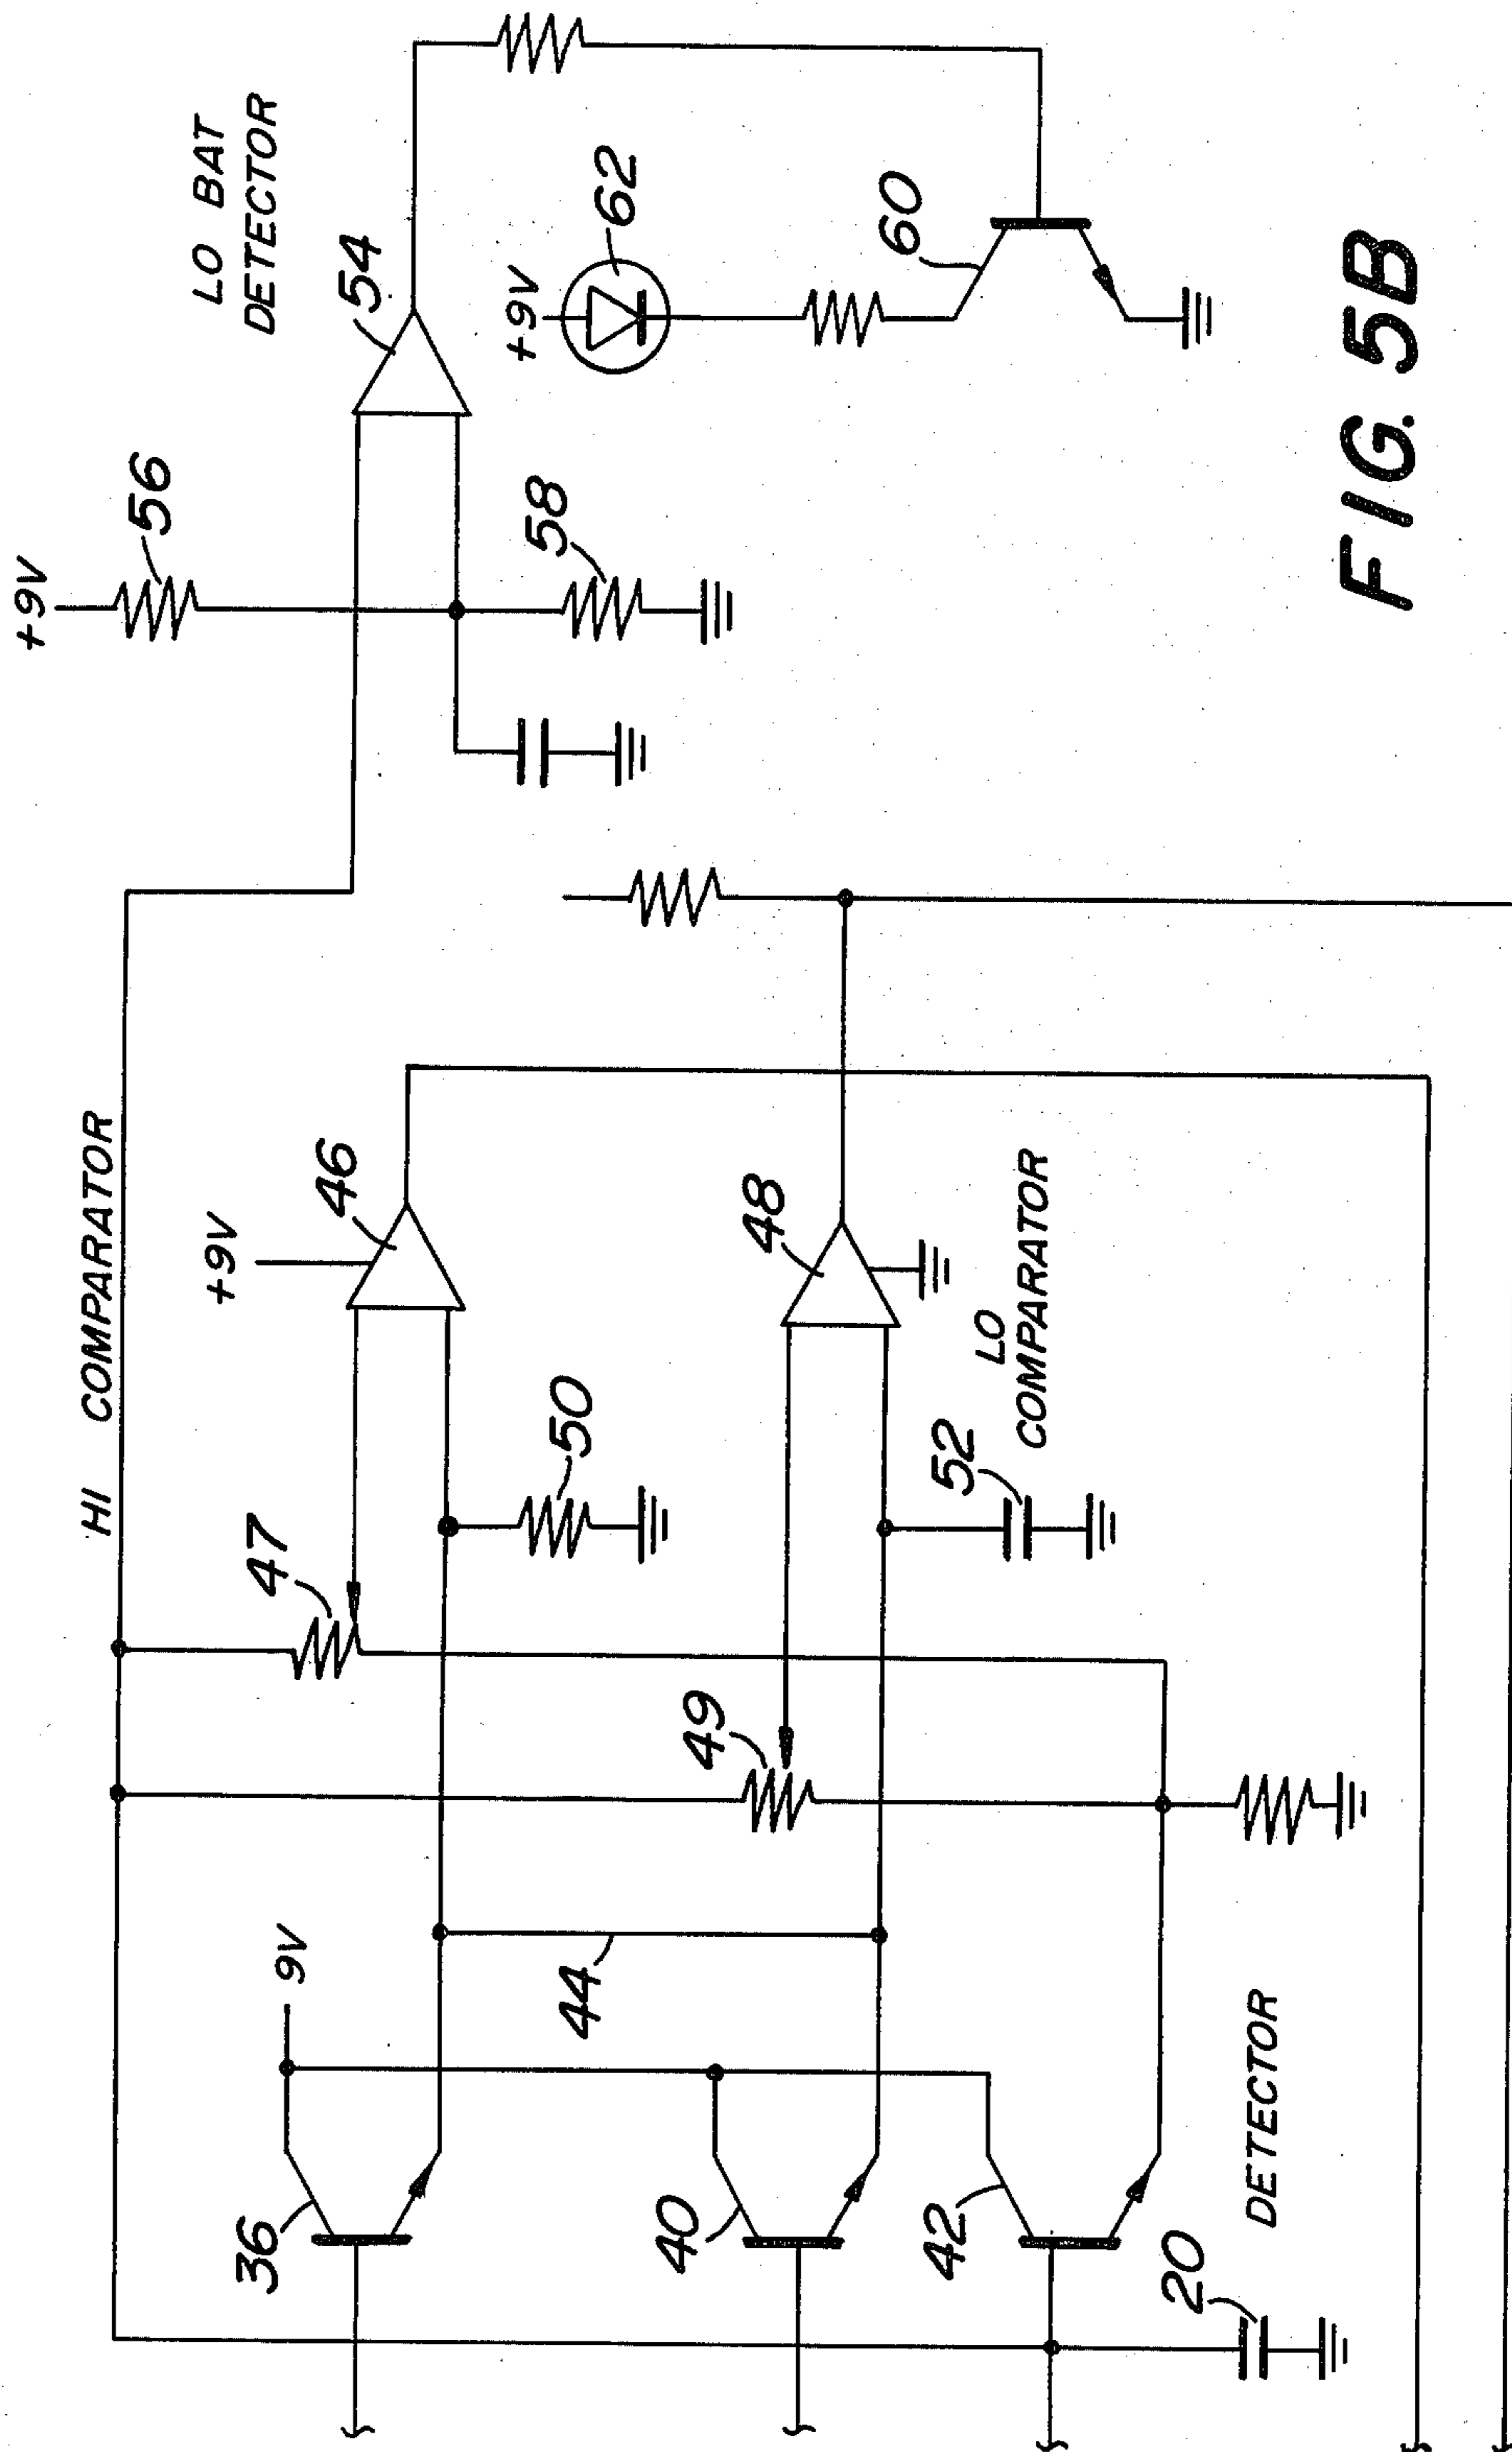 HI COMPARATOR
LO BAT
DETECTOR
+9V
56
54
58
+9V
62
60
47
+9V
46
50
9V
36
44
49
48
LO
COMPARATOR
52
40
42
20
DETECTOR
FIG. 5B